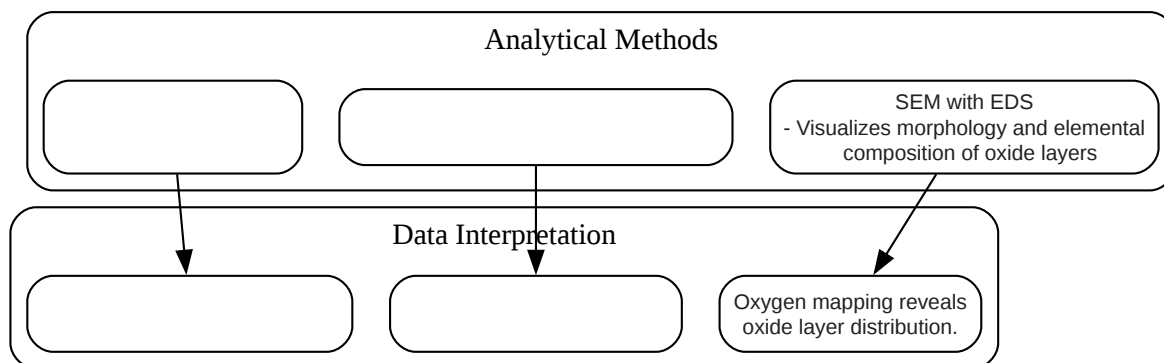 Analytical Methods
SEM with EDS
- Visualizes morphology and elemental
composition of oxide layers
Data Interpretation
Oxygen mapping reveals
oxide layer distribution.